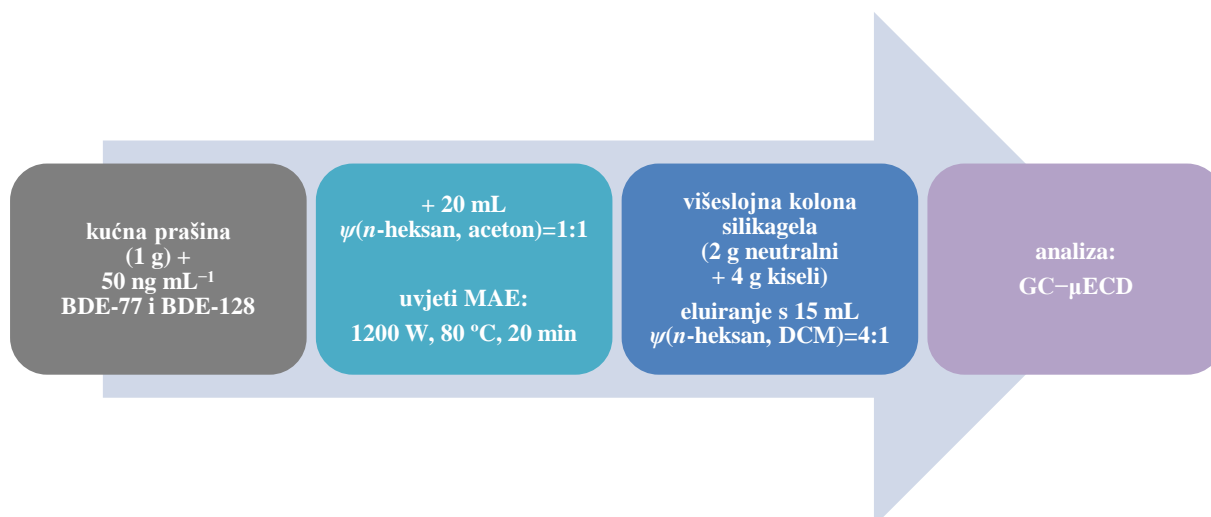 kućna prašina
(1 g) +
50 ng mL⁻¹
BDE-77 i BDE-128
+ 20 mL
ψ(n-heksan, aceton)=1:1
uvjeti MAE:
1200 W, 80 ºC, 20 min
višeslojna kolona
silikagela
(2 g neutralni
+ 4 g kiseli)
eluiranje s 15 mL
ψ(n-heksan, DCM)=4:1
analiza:
GC−μECD